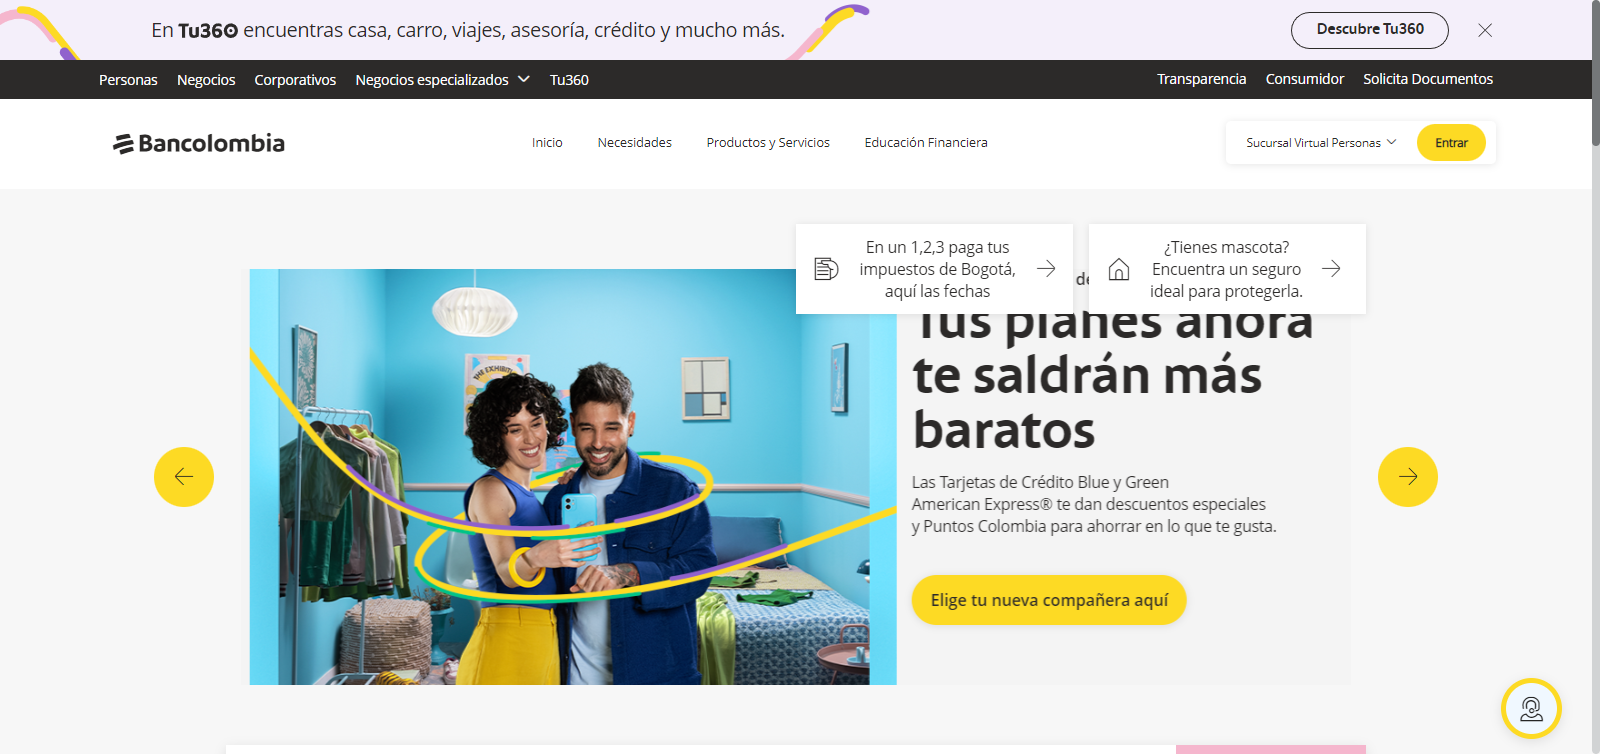 En Tu360 encuentras casa, carro, viajes, asesoría, crédito y mucho más.
Descubre Tu360
Personas
Negocios
Corporativos
Negocios especializados
Tu360
Transparencia
Consumidor
Solicita Documentos
Bancolombia
Inicio
Necesidades
Productos y Servicios
Educación Financiera
Sucursal Virtual Personas
Entrar
En un 1,2,3 paga tus
impuestos de Bogotá,
aquí las fechas
¿Tienes mascota?
Encuentra un seguro
ideal para protegerla.
THE EXHIBIT
Tus planes ahora
te saldrán más
baratos
Las Tarjetas de Crédito Blue y Green
American Express® te dan descuentos especiales
y Puntos Colombia para ahorrar en lo que te gusta.
Elige tu nueva compañera aquí